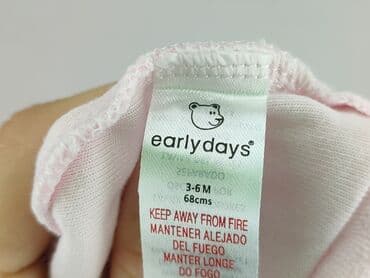 earlydays®
3-6 M
68cms
KEEP AWAY FROM FIRE
MANTENER ALEJADO
DEL FUEGO
MANTER LONGE
DO FOGO